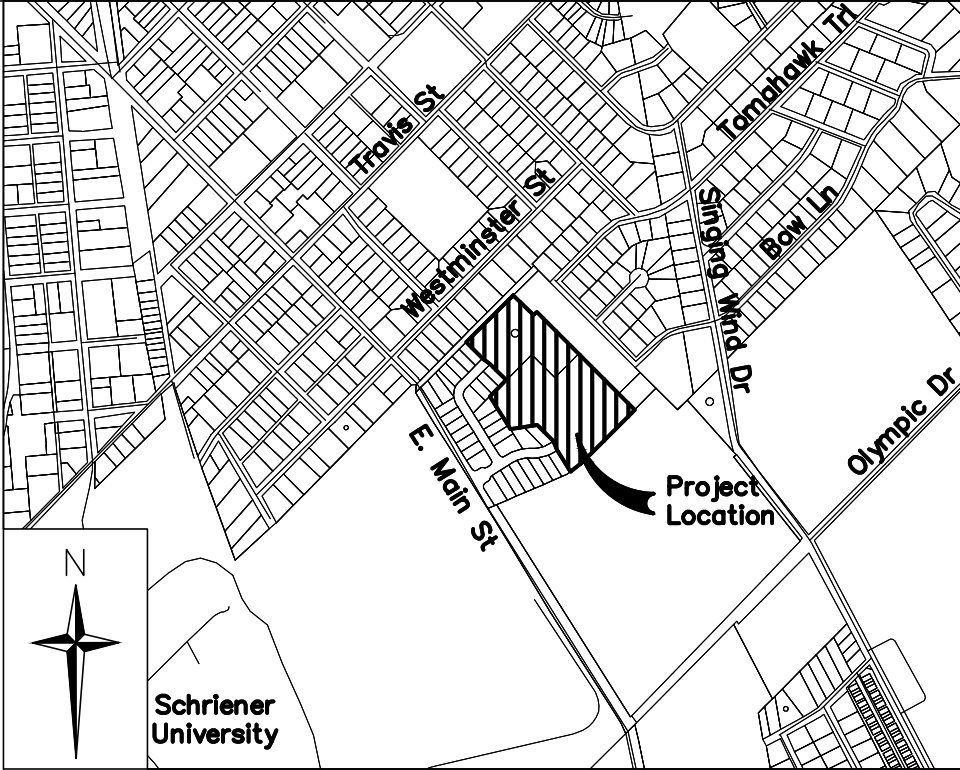 Tomahawk Trl
Travis St
Westminster St
Singing Wind Dr
Bow Ln
Olympic Dr
E. Main St
Project
Location
N
Schriener
University